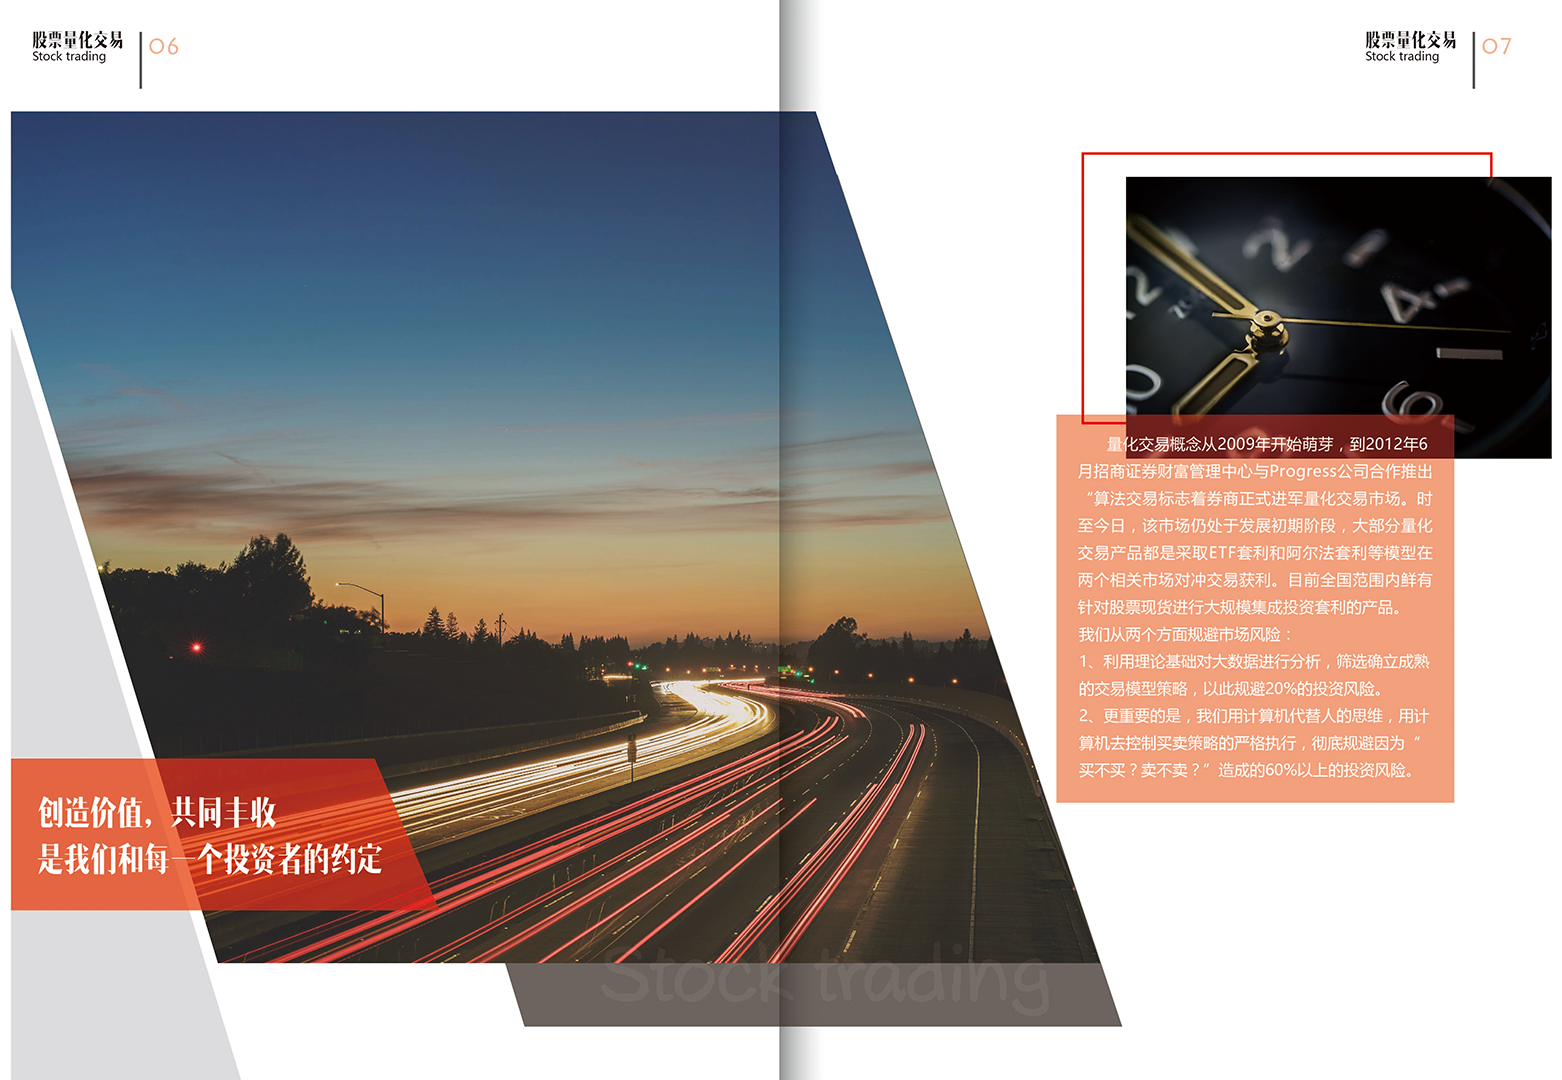 股票量化交易
Stock trading
06
股票量化交易
Stock trading
07
创造价值，共同丰收
是我们和每一个投资者的约定
Stock trading
2
1
4
12
10
6
量化交易概念从2009年开始萌芽，到2012年6
月招商证券财富管理中心与Progress公司合作推出
“算法交易标志着券商正式进军量化交易市场。时
至今日，该市场仍处于发展初期阶段，大部分量化
交易产品都是采取ETF套利和阿尔法套利等模型在
两个相关市场对冲交易获利。目前全国范围内鲜有
针对股票现货进行大规模集成投资套利的产品。
我们从两个方面规避市场风险：
1、利用理论基础对大数据进行分析，筛选确立成熟
的交易模型策略，以此规避20%的投资风险。
2、更重要的是，我们用计算机代替人的思维，用计
算机去控制买卖策略的严格执行，彻底规避因为“
买不买？卖不卖？”造成的60%以上的投资风险。